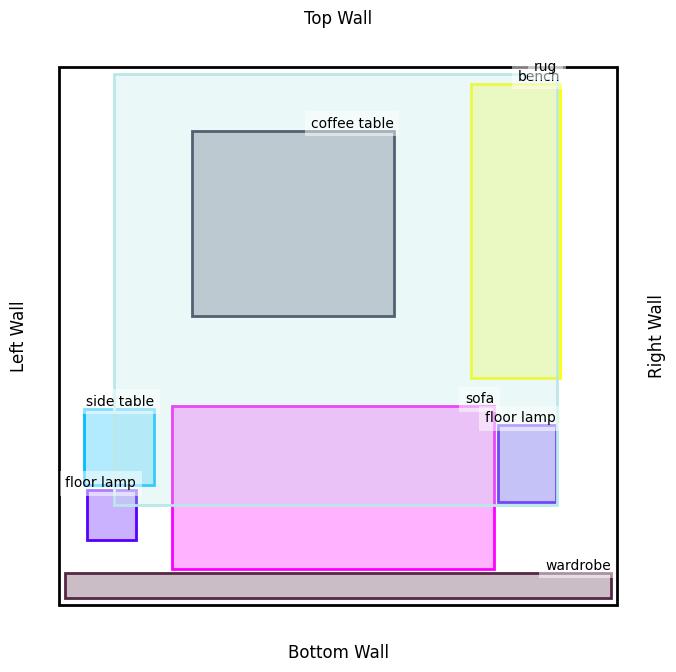 Top Wall
rug
bench
coffee table
Left Wall
Right Wall
side table
sofa
floor lamp
floor lamp
wardrobe
Bottom Wall